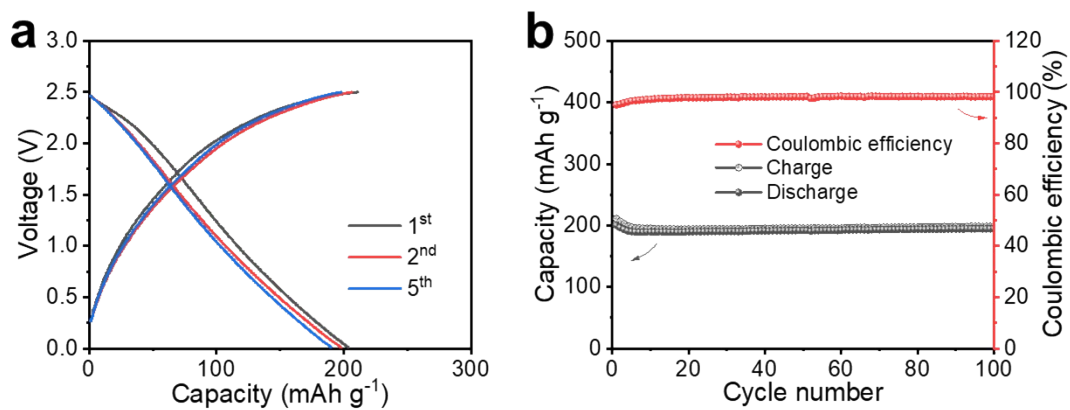 a
3.0
2.5
2.0
1.5
1.0
0.5
0.0
Voltage (V)
1st
2nd
5th
0 100 200 300
Capacity (mAh g-1)
b
500
400
300
200
100
0
Capacity (mAh g-1)
Coulombic efficiency
Charge
Discharge
120
100
80
60
40
20
0
Coulombic efficiency (%)
0 20 40 60 80 100
Cycle number